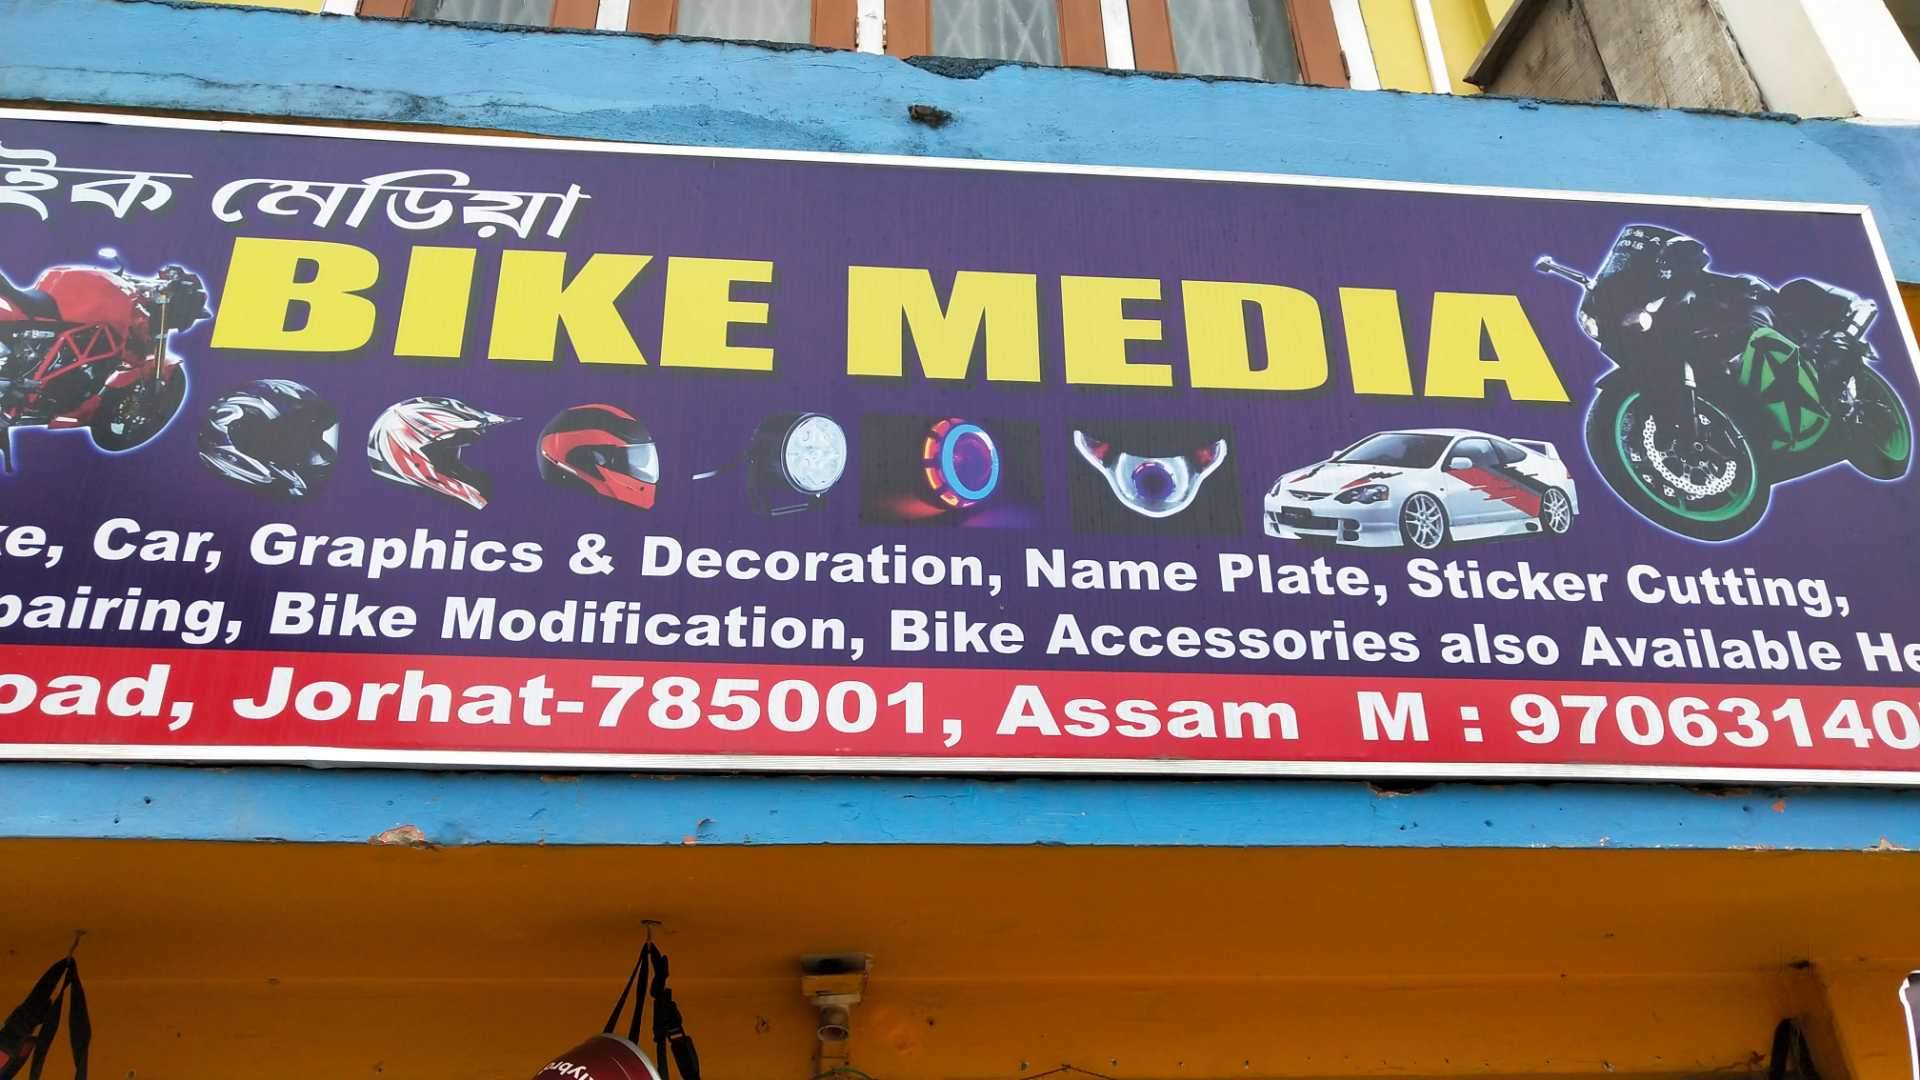 ইক মেডিয়া
BIKE MEDIA
ke, Car, Graphics & Decoration, Name Plate, Sticker Cutting,
pairing, Bike Modification, Bike Accessories also Available He
oad, Jorhat-785001, Assam M : 97063140